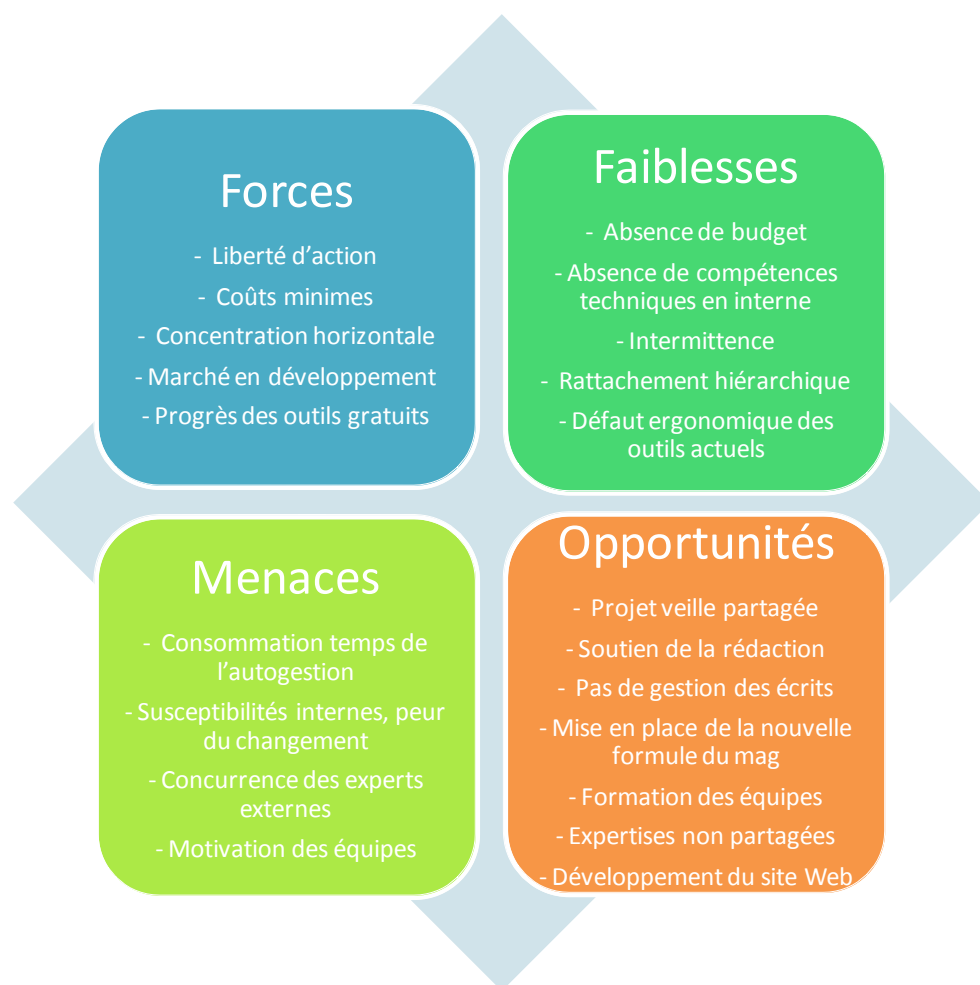 Forces
- Liberté d’action
- Coûts minimes
- Concentration horizontale
- Marché en développement
- Progrès des outils gratuits
Faiblesses
- Absence de budget
- Absence de compétences
techniques en interne
- Intermittence
- Rattachement hiérarchique
- Défaut ergonomique des
outils actuels
Menaces
- Consommation temps de
l’autogestion
- Susceptibilités internes, peur
du changement
- Concurrence des experts
externes
- Motivation des équipes
Opportunités
- Projet veille partagée
- Soutien de la rédaction
- Pas de gestion des écrits
- Mise en place de la nouvelle
formule du mag
- Formation des équipes
- Expertises non partagées
- Développement du site Web